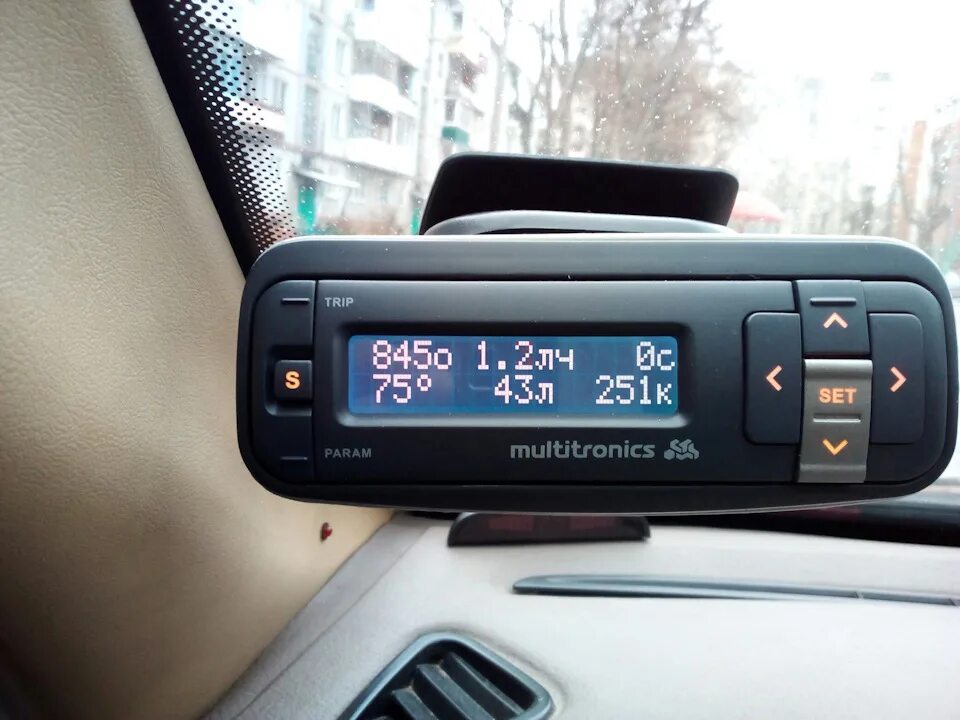 TRIP
845о 1.2лч 0с
S
75° 43л 251к
SET
PARAM
multitronics